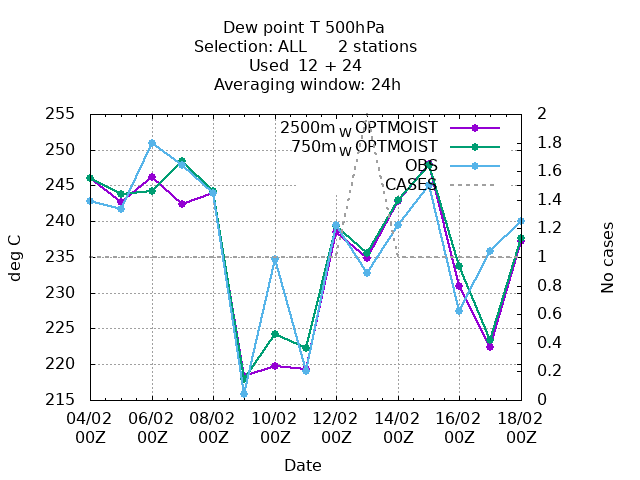 Dew point T 500hPa
Selection: ALL 2 stations
Used 12 + 24
Averaging window: 24h
255 2
250 1.8
245 1.6
240 1.4
235 1.2
230 1
225 0.8
220 0.6
215 0.4
0.2
0
2500m W OPTMOIST
750m W OPTMOIST
OBS
CASES
deg C
No cases
04/02 06/02 08/02 10/02 12/02 14/02 16/02 18/02
00Z 00Z 00Z 00Z 00Z 00Z 00Z 00Z
Date